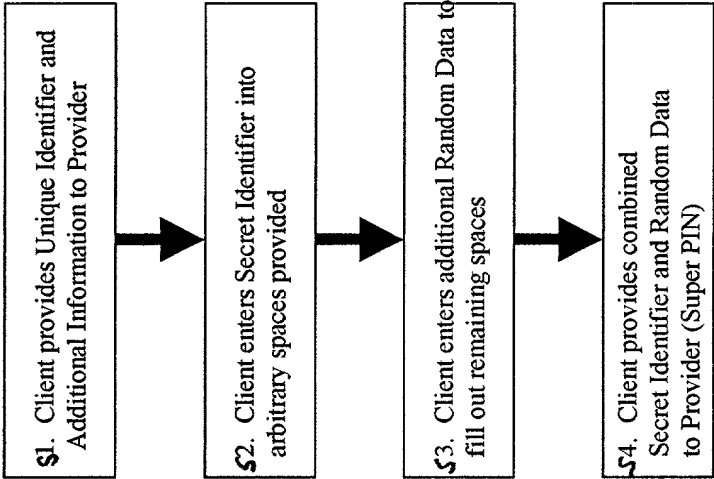 S1. Client provides Unique Identifier and
Additional Information to Provider
S2. Client enters Secret Identifier into
arbitrary spaces provided
S3. Client enters additional Random Data to
fill out remaining spaces
S4. Client provides combined
Secret Identifier and Random Data
to Provider (Super PIN)